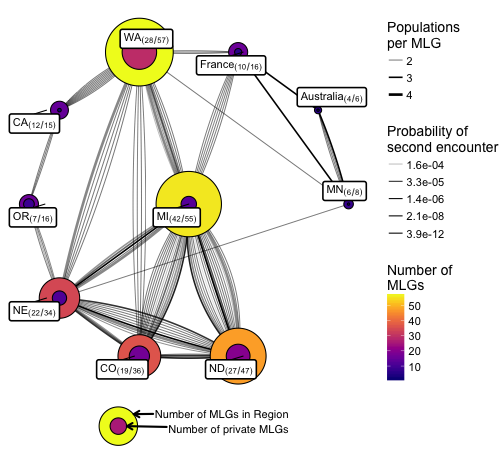 WA(28/57)
France(10/16)
Australia(4/6)
CA(12/15)
MN(6/8)
OR(7/16)
MI(42/55)
NE(22/34)
CO(19/36)
ND(27/47)
Number of MLGs in Region
Number of private MLGs
Populations
per MLG
2
3
4
Probability of
second encounter
1.6e-04
3.3e-05
1.4e-06
2.1e-08
3.9e-12
Number of
MLGs
50
40
30
20
10